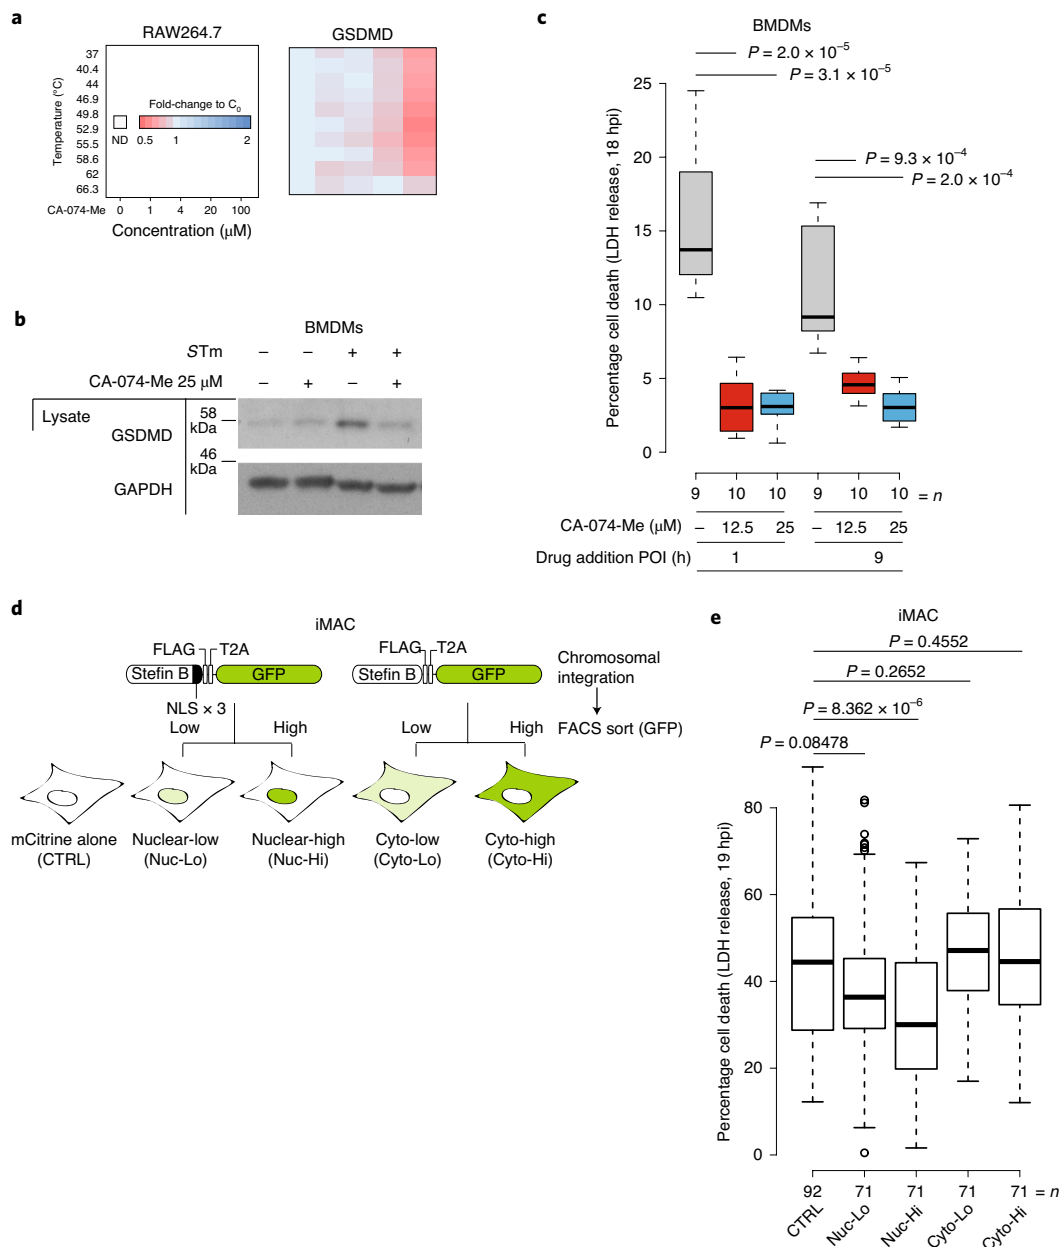 a
RAW264.7
GSDMD
Temperature (°C)
37
40.4
44
46.9
49.8
52.9
55.5
58.6
62
66.3
Fold-change to C0
ND
0.5 1 2
CA-074-Me 0 1 4 20 100
Concentration (μM)
b
BMDMs
STm – – + +
CA-074-Me 25 μM – + – +
Lysate
GSDMD
58
kDa
46
kDa
GAPDH
c
BMDMs
P = 2.0 × 10–5
P = 3.1 × 10–5
P = 9.3 × 10–4
P = 2.0 × 10–4
Percentage cell death (LDH release, 18 hpi)
25
20
15
10
5
0
9 10 10 9 10 10 = n
CA-074-Me (μM) – 12.5 25 – 12.5 25
Drug addition POI (h) 1 9
d
iMAC
FLAG T2A
Stefin B GFP
NLS × 3
Low High
FLAG T2A
Stefin B GFP
Low High
Chromosomal
integration
FACS sort (GFP)
mCitrine alone
(CTRL)
Nuclear-low
(Nuc-Lo)
Nuclear-high
(Nuc-Hi)
Cyto-low
(Cyto-Lo)
Cyto-high
(Cyto-Hi)
e
iMAC
P = 0.4552
P = 0.2652
P = 8.362 × 10–6
P = 0.08478
Percentage cell death (LDH release, 19 hpi)
80
60
40
20
0
92 71 71 71 71 = n
CTRL
Nuc-Lo
Nuc-Hi
Cyto-Lo
Cyto-Hi